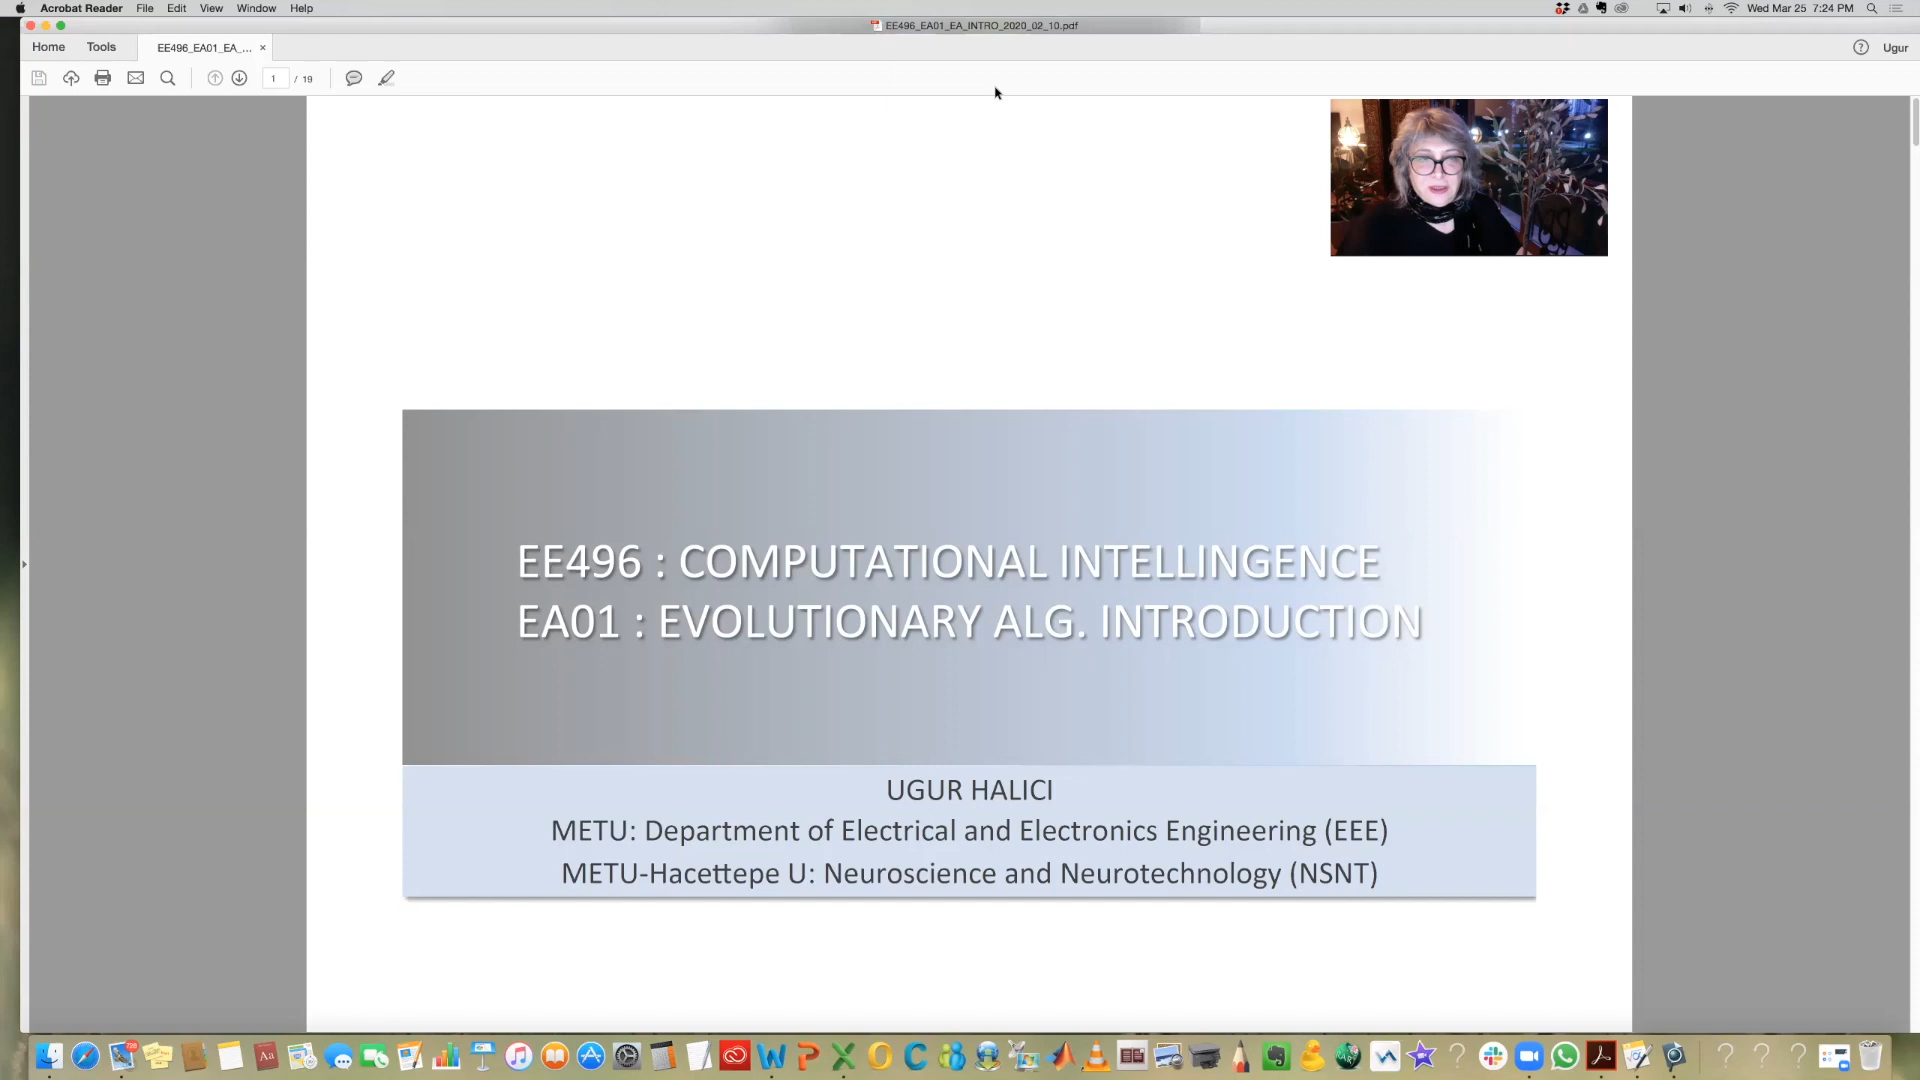 Acrobat Reader File Edit View Window Help
Wed Mar 25 7:24 PM
EE496_EA01_EA_INTRO_2020_02_10.pdf
Home Tools EE496_EA01_EA_... ×
? Ugur
1 / 19
EE496 : COMPUTATIONAL INTELLINGENCE
EA01 : EVOLUTIONARY ALG. INTRODUCTION
UGUR HALICI
METU: Department of Electrical and Electronics Engineering (EEE)
METU-Hacettepe U: Neuroscience and Neurotechnology (NSNT)